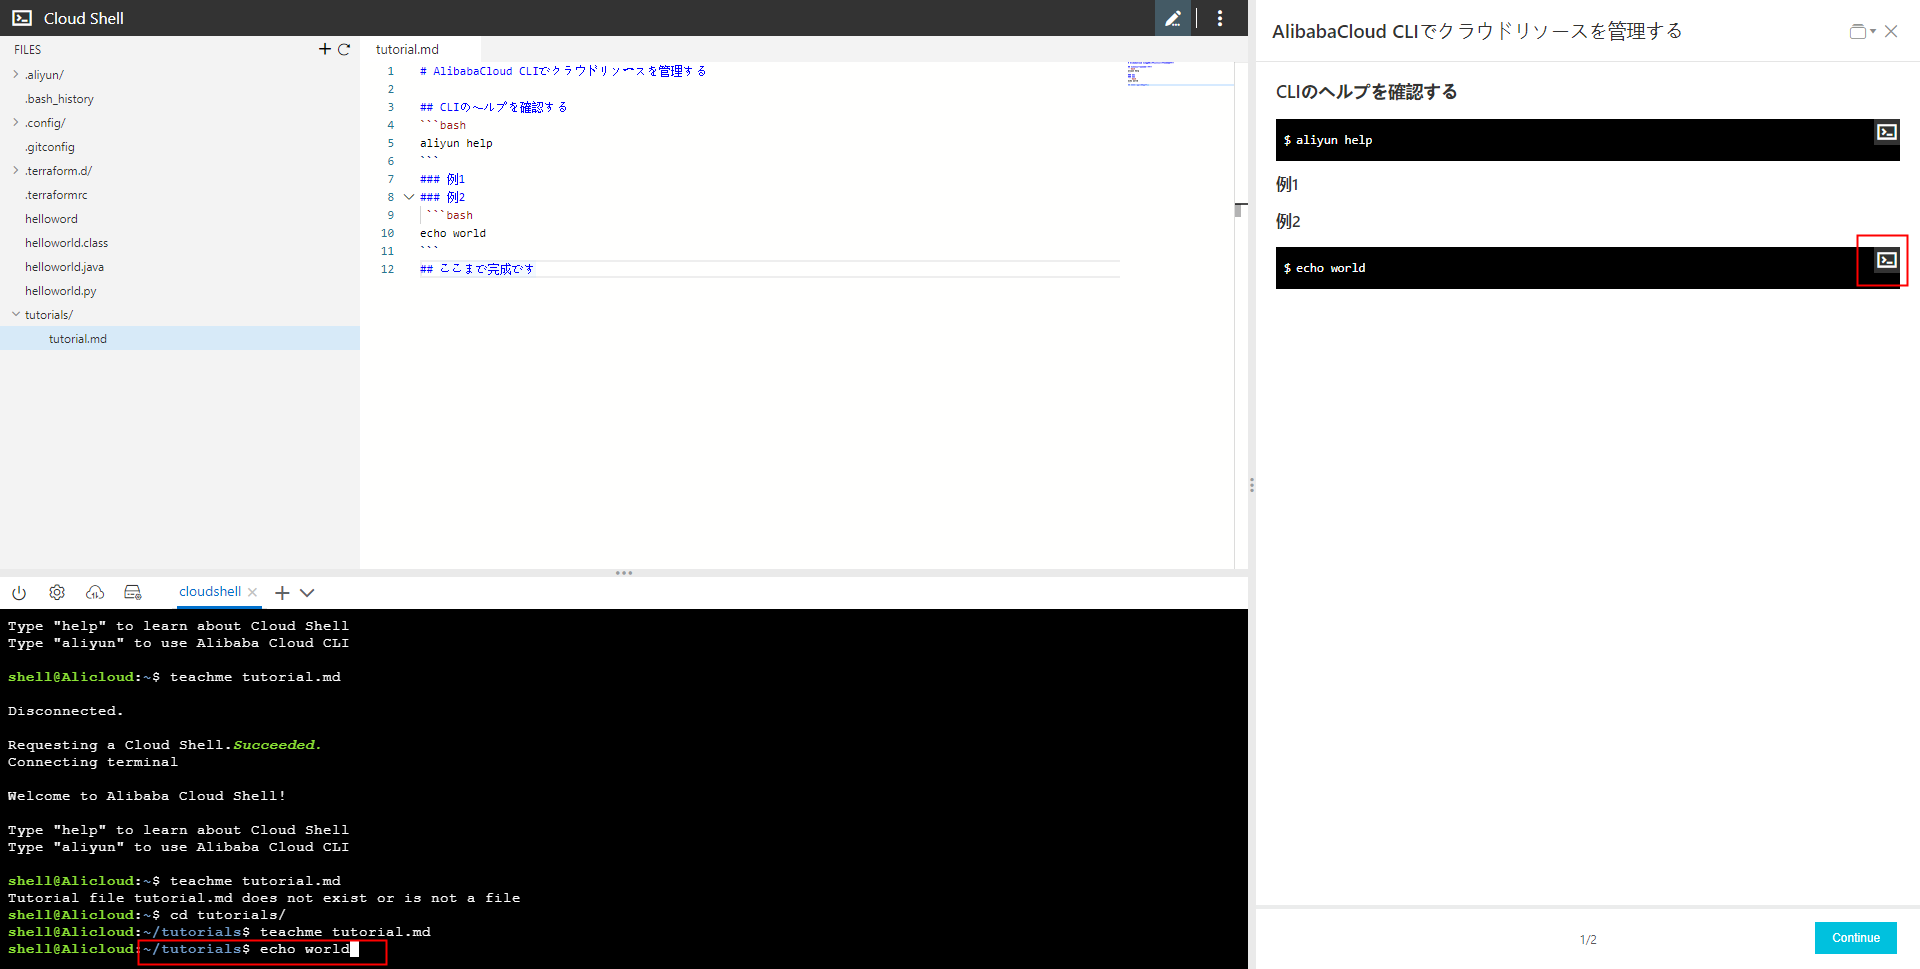 Cloud Shell
FILES
.aliyun/
.bash_history
.config/
.gitconfig
.terraform.d/
.terraformrc
helloword
helloworld.class
helloworld.java
helloworld.py
tutorials/
tutorial.md
tutorial.md
1 # AlibabaCloud CLIでクラウドリソースを管理する
2
3 ## CLIのヘルプを確認する
4 ```bash
5 aliyun help
6 ```
7 ### 例1
8 ### 例2
9 ```bash
10 echo world
11 ```
12 ## ここまで完成です
cloudshell
Type "help" to learn about Cloud Shell
Type "aliyun" to use Alibaba Cloud CLI
shell@Alicloud:~$ teachme tutorial.md
Disconnected.
Requesting a Cloud Shell.Succeeded.
Connecting terminal
Welcome to Alibaba Cloud Shell!
Type "help" to learn about Cloud Shell
Type "aliyun" to use Alibaba Cloud CLI
shell@Alicloud:~$ teachme tutorial.md
Tutorial file tutorial.md does not exist or is not a file
shell@Alicloud:~$ cd tutorials/
shell@Alicloud:~/tutorials$ teachme tutorial.md
shell@Alicloud:~/tutorials$ echo world
AlibabaCloud CLIでクラウドリソースを管理する
CLIのヘルプを確認する
$ aliyun help
例1
例2
$ echo world
1/2
Continue